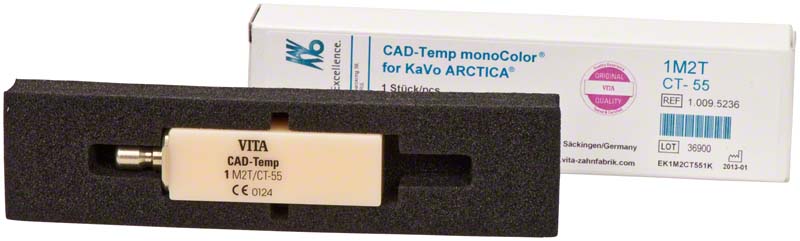 KaVo
Excellence.
CAD-Temp monoColor®
for KaVo ARCTICA®
1 Stück/pcs
ORIGINAL
VITA
QUALITY
1M2T
CT- 55
REF 1.009.5236
LOT 36900
2013-01
EK1M2CT551K
Säckingen/Germany
vita-zahnfabrik.com
VITA
CAD-Temp
1 M2T/CT-55
CE 0124